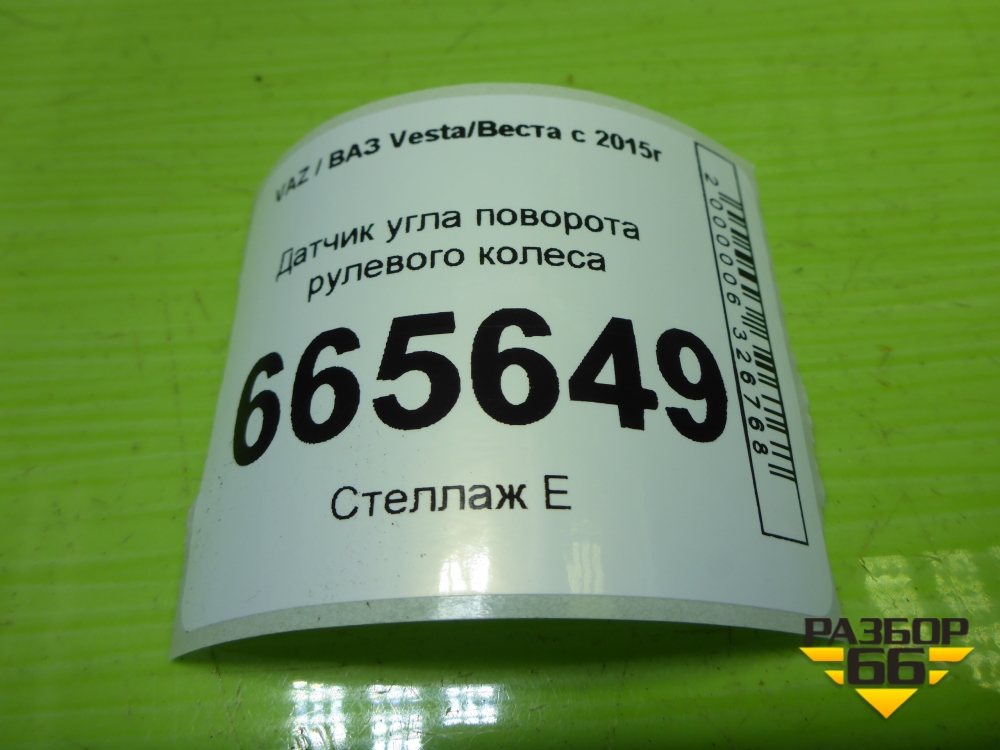 VAZ / ВАЗ Vesta/Веста с 2015г
Датчик угла поворота
рулевого колеса
665649
Стеллаж Е
2000006326768
РАЗБОР
66